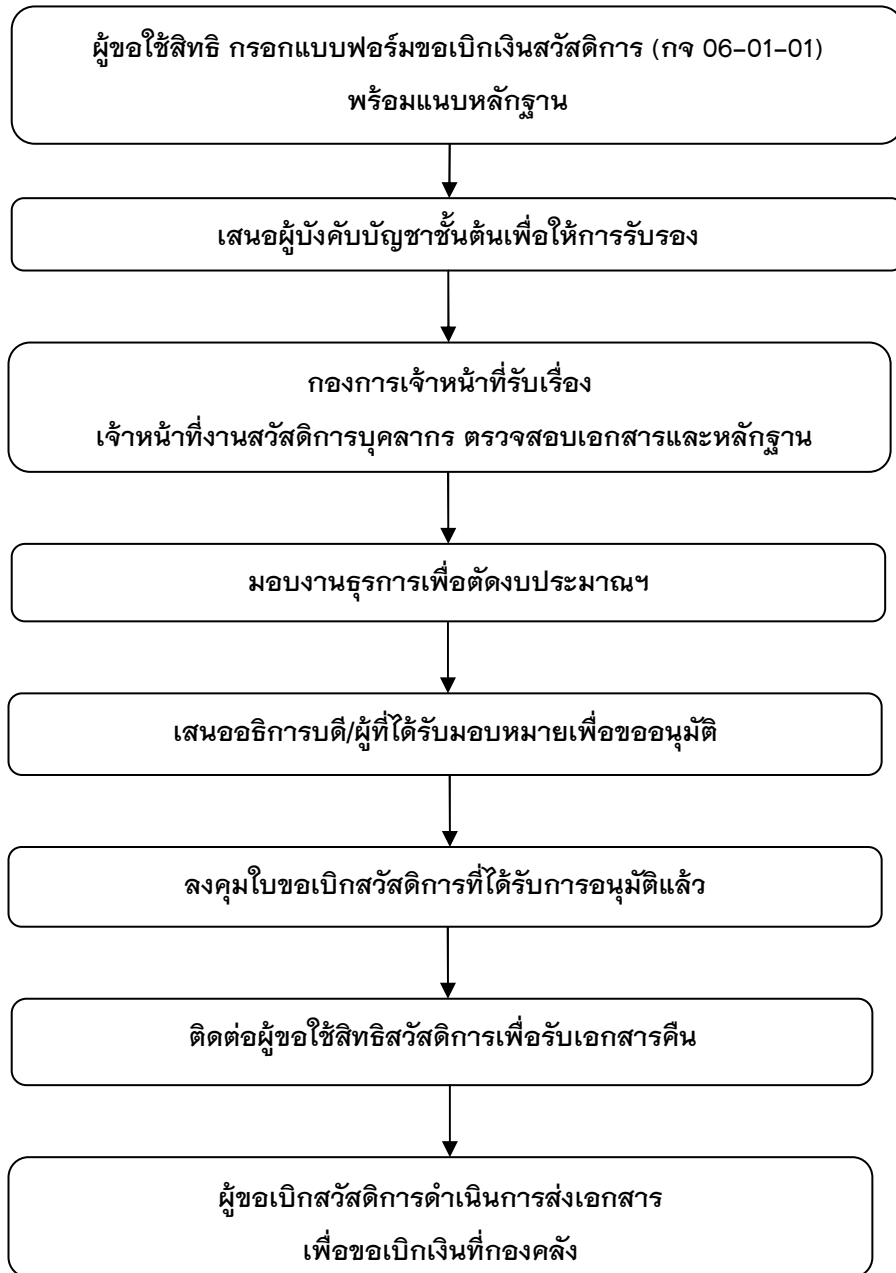 ผู้ขอใช้สิทธิ กรอกแบบฟอร์มขอเบิกเงินสวัสดิการ (กจ 06-01-01)
พร้อมแนบหลักฐาน
เสนอผู้บังคับบัญชาชั้นต้นเพื่อให้การรับรอง
กองการเจ้าหน้าที่รับเรื่อง
เจ้าหน้าที่งานสวัสดิการบุคลากร ตรวจสอบเอกสารและหลักฐาน
มอบงานธุรการเพื่อตัดงบประมาณฯ
เสนออธิการบดี/ผู้ที่ได้รับมอบหมายเพื่อขออนุมัติ
ลงคุมใบขอเบิกสวัสดิการที่ได้รับการอนุมัติแล้ว
ติดต่อผู้ขอใช้สิทธิสวัสดิการเพื่อรับเอกสารคืน
ผู้ขอเบิกสวัสดิการดำเนินการส่งเอกสาร
เพื่อขอเบิกเงินที่กองคลัง